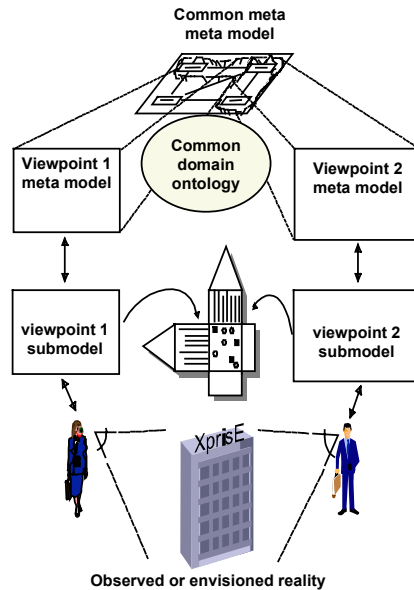 Common meta
meta model
Viewpoint 1
meta model
Common
domain
ontology
Viewpoint 2
meta model
viewpoint 1
submodel
viewpoint 2
submodel
XprisE
Observed or envisioned reality